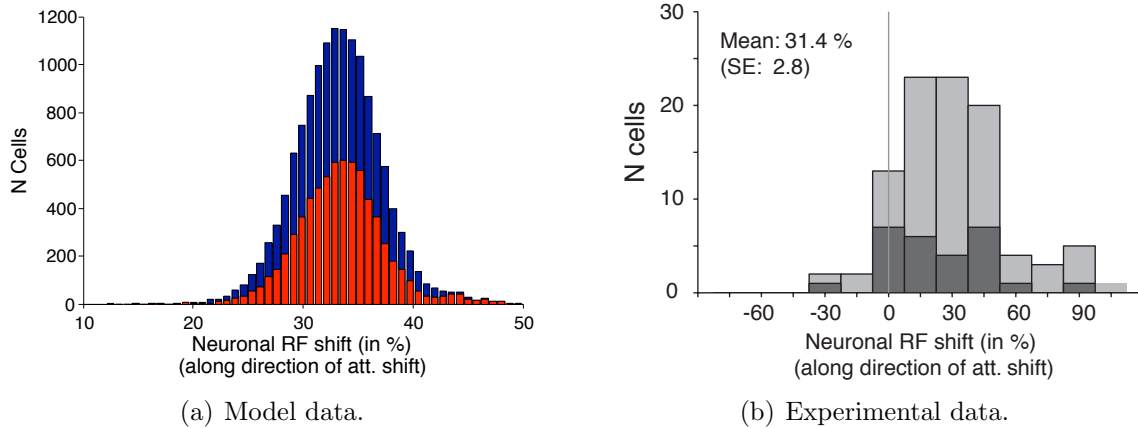 1200
1000
800
600
400
200
0
N Cells
10 20 30 40 50
Neuronal RF shift (in %)
(along direction of att. shift)
(a) Model data.
Mean: 31.4 %
(SE: 2.8)
30
20
10
0
N cells
-60 -30 0 30 60 90
Neuronal RF shift (in %)
(along direction of att. shift)
(b) Experimental data.